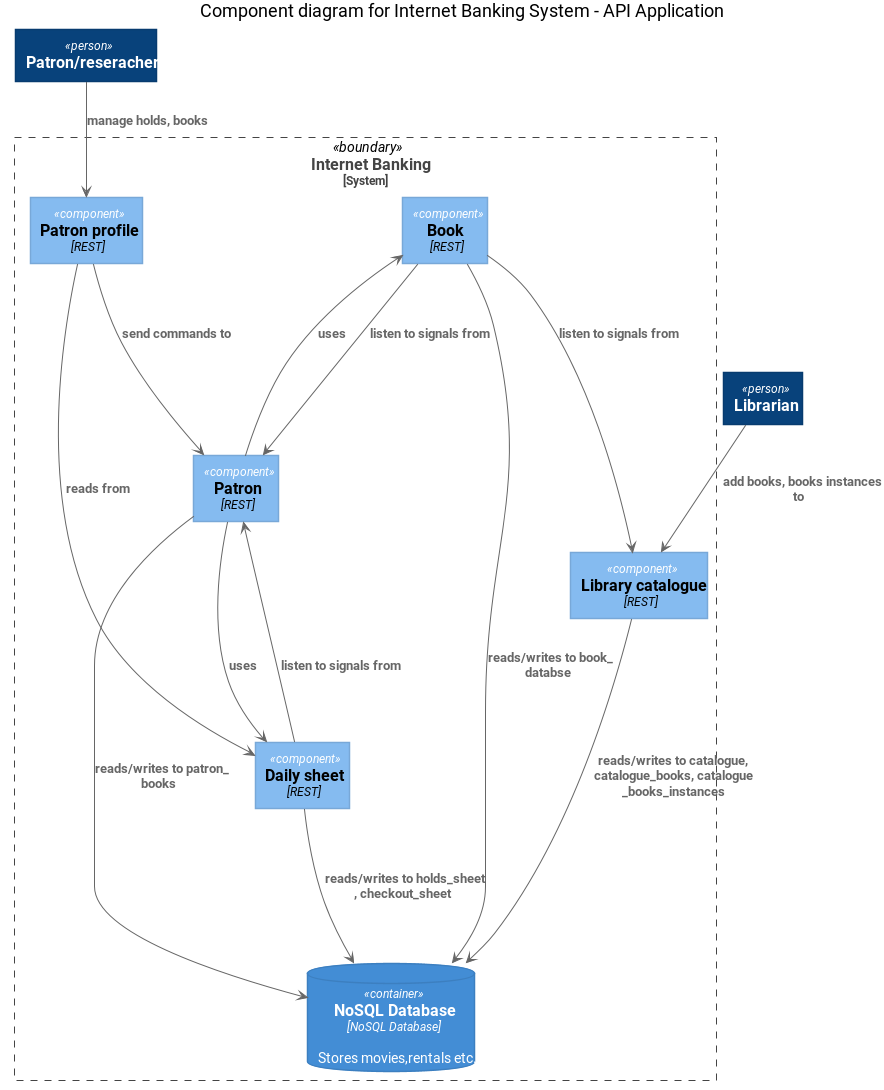 Component diagram for Internet Banking System - API Application
«person»
Patron/reseracher
manage holds, books
«boundary»
Internet Banking
[System]
«component»
Patron profile
[REST]
«component»
Book
[REST]
send commands to
uses
listen to signals from
listen to signals from
«person»
Librarian
«component»
Patron
[REST]
reads from
add books, books instances
to
«component»
Library catalogue
[REST]
uses
listen to signals from
reads/writes to book_
databse
«component»
Daily sheet
[REST]
reads/writes to patron_
books
reads/writes to catalogue,
catalogue_books, catalogue
_books_instances
reads/writes to holds_sheet
, checkout_sheet
«container»
NoSQL Database
[NoSQL Database]
Stores movies,rentals etc.